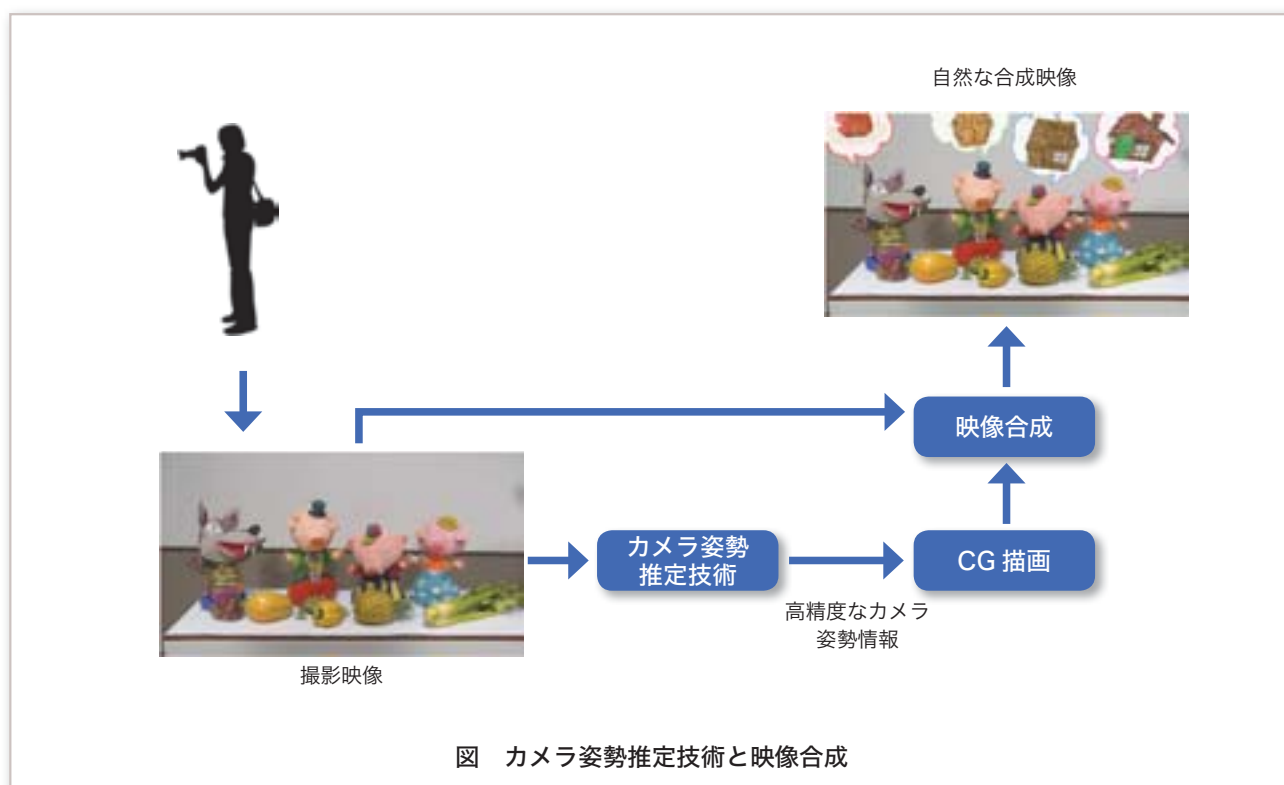 自然な合成映像
映像合成
カメラ姿勢
推定技術
CG 描画
高精度なカメラ
姿勢情報
撮影映像
図 カメラ姿勢推定技術と映像合成